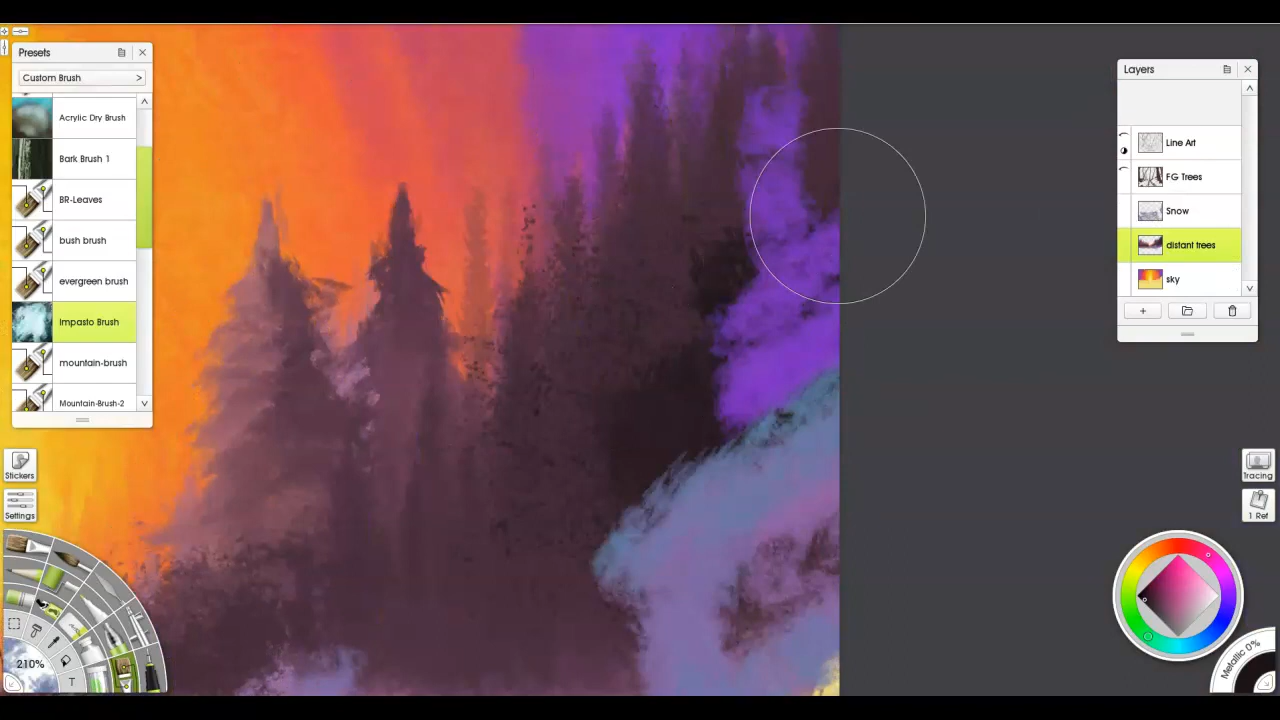 Presets
Custom Brush >
Acrylic Dry Brush
Bark Brush 1
BR-Leaves
bush brush
evergreen brush
Impasto Brush
mountain-brush
Mountain-Brush-2
Stickers
Settings
210%
T
Layers
Line Art
FG Trees
Snow
distant trees
sky
Tracing
1 Ref
Metallic 0%